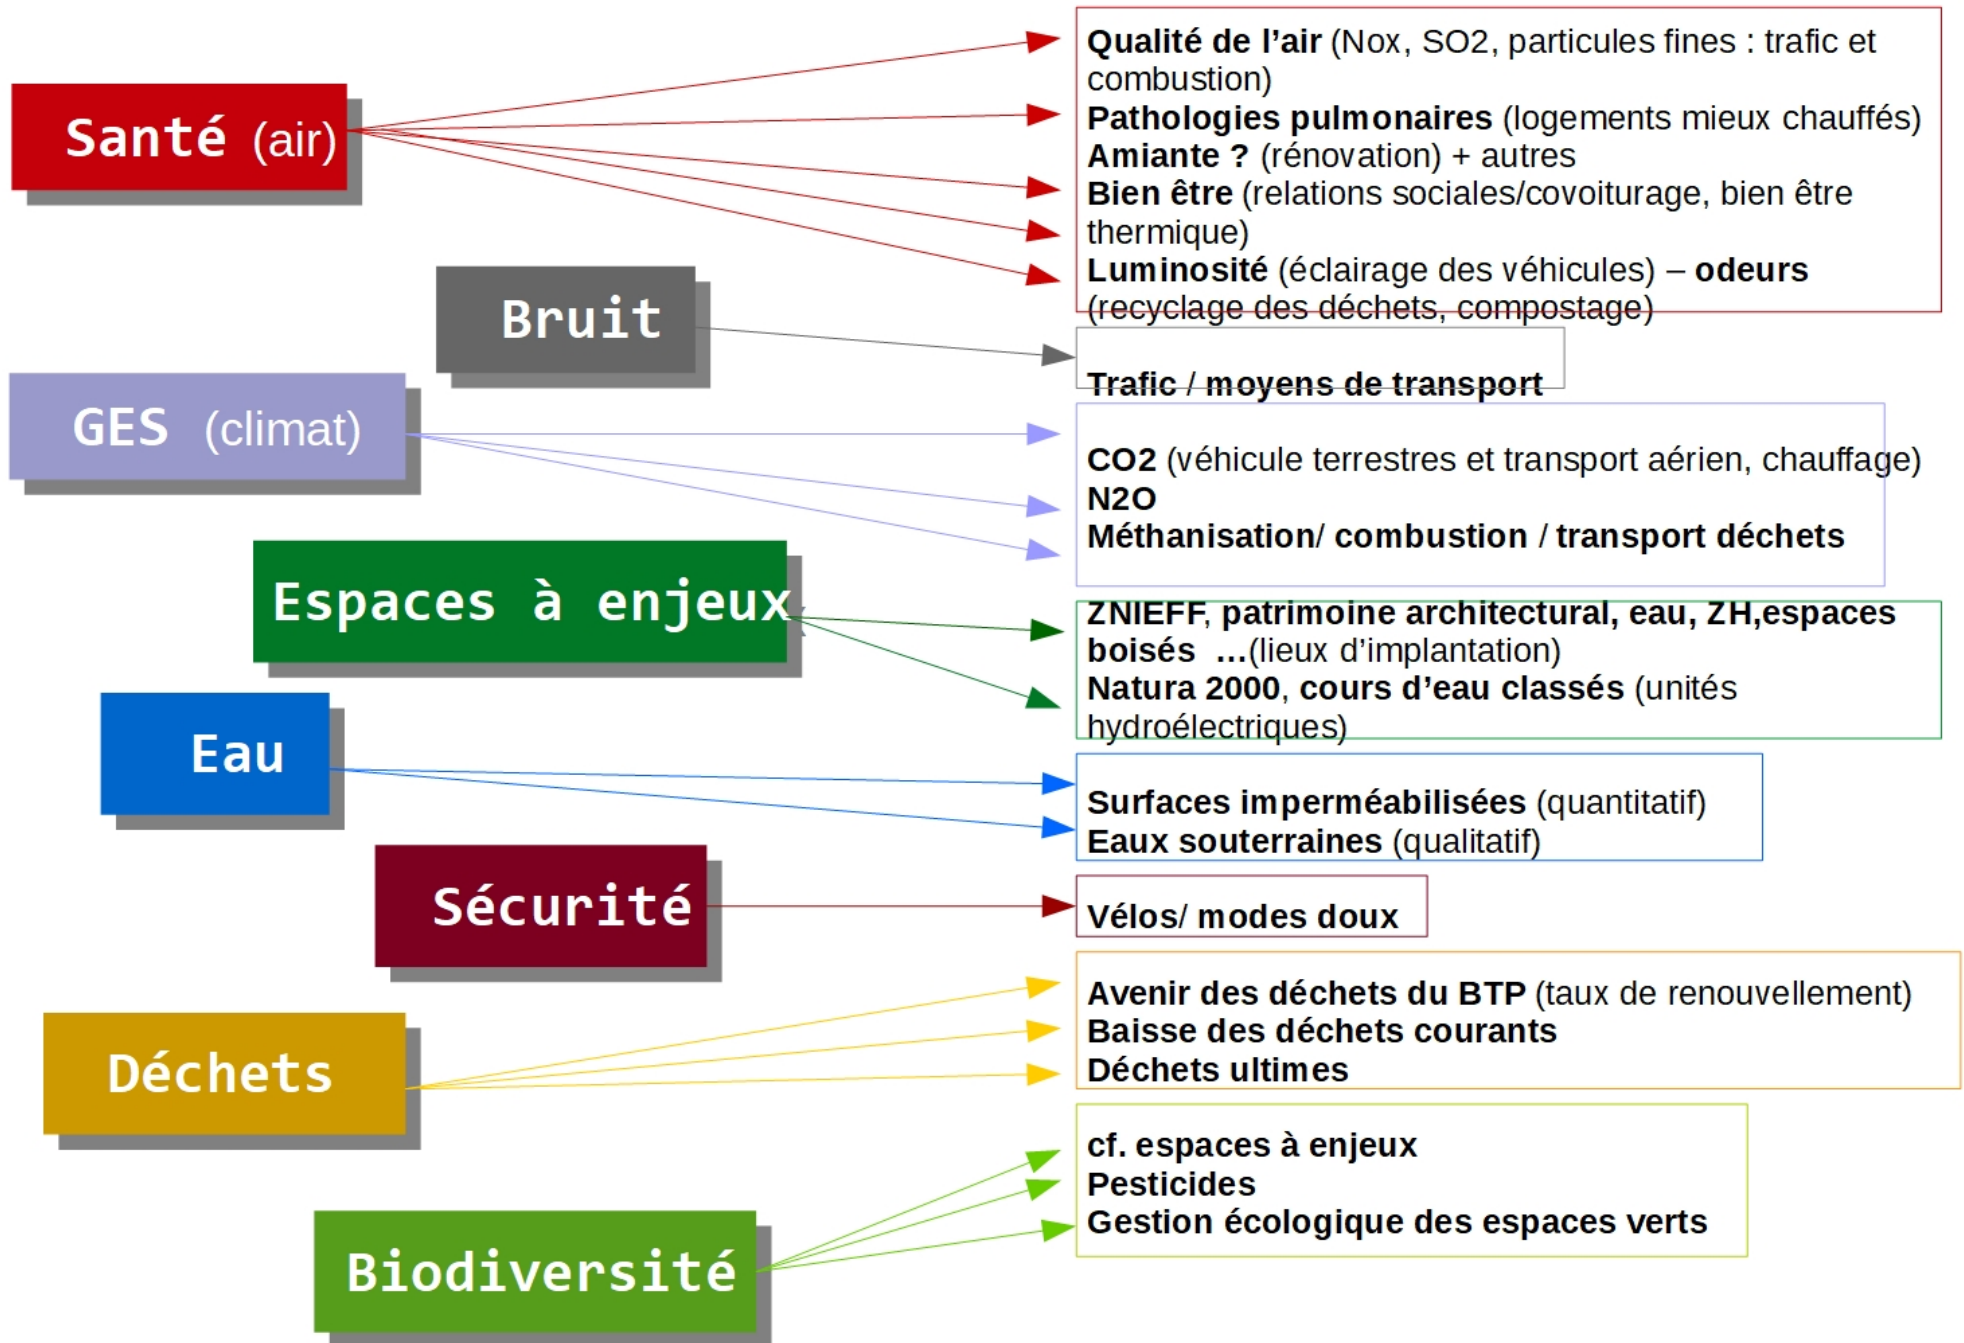 Santé (air)
Qualité de l’air (Nox, SO2, particules fines : trafic et
combustion)
Pathologies pulmonaires (logements mieux chauffés)
Amiante ? (rénovation) + autres
Bien être (relations sociales/covoiturage, bien être
thermique)
Luminosité (éclairage des véhicules) – odeurs
(recyclage des déchets, compostage)
Bruit
Trafic / moyens de transport
GES (climat)
CO2 (véhicule terrestres et transport aérien, chauffage)
N2O
Méthanisation/ combustion / transport déchets
Espaces à enjeux
ZNIEFF, patrimoine architectural, eau, ZH,espaces
boisés ...(lieux d’implantation)
Natura 2000, cours d’eau classés (unités
hydroélectriques)
Eau
Surfaces imperméabilisées (quantitatif)
Eaux souterraines (qualitatif)
Sécurité
Vélos/ modes doux
Déchets
Avenir des déchets du BTP (taux de renouvellement)
Baisse des déchets courants
Déchets ultimes
Biodiversité
cf. espaces à enjeux
Pesticides
Gestion écologique des espaces verts